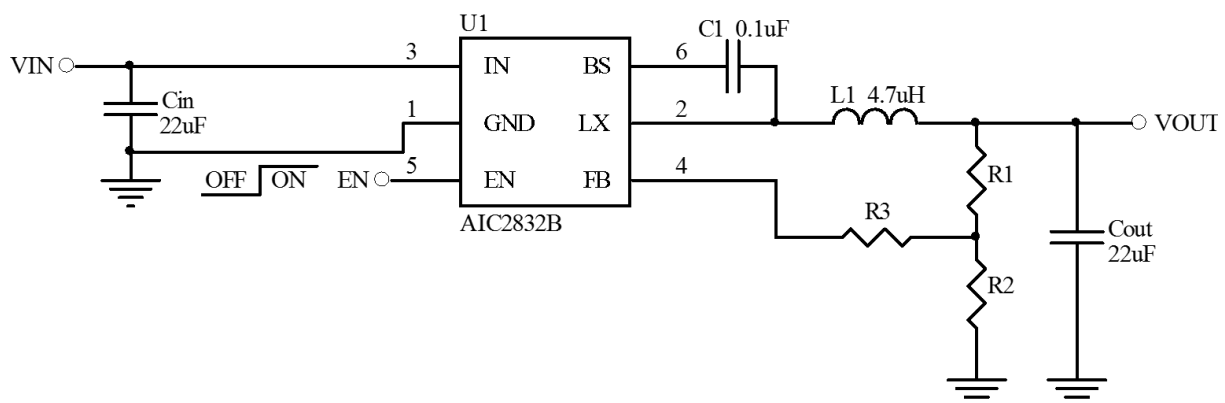 U1
C1 0.1uF
3
6
VIN
IN
BS
L1 4.7uH
Cin
22uF
1
2
GND
LX
VOUT
OFF
ON
EN
5
4
EN
FB
R1
AIC2832B
R3
Cout
22uF
R2